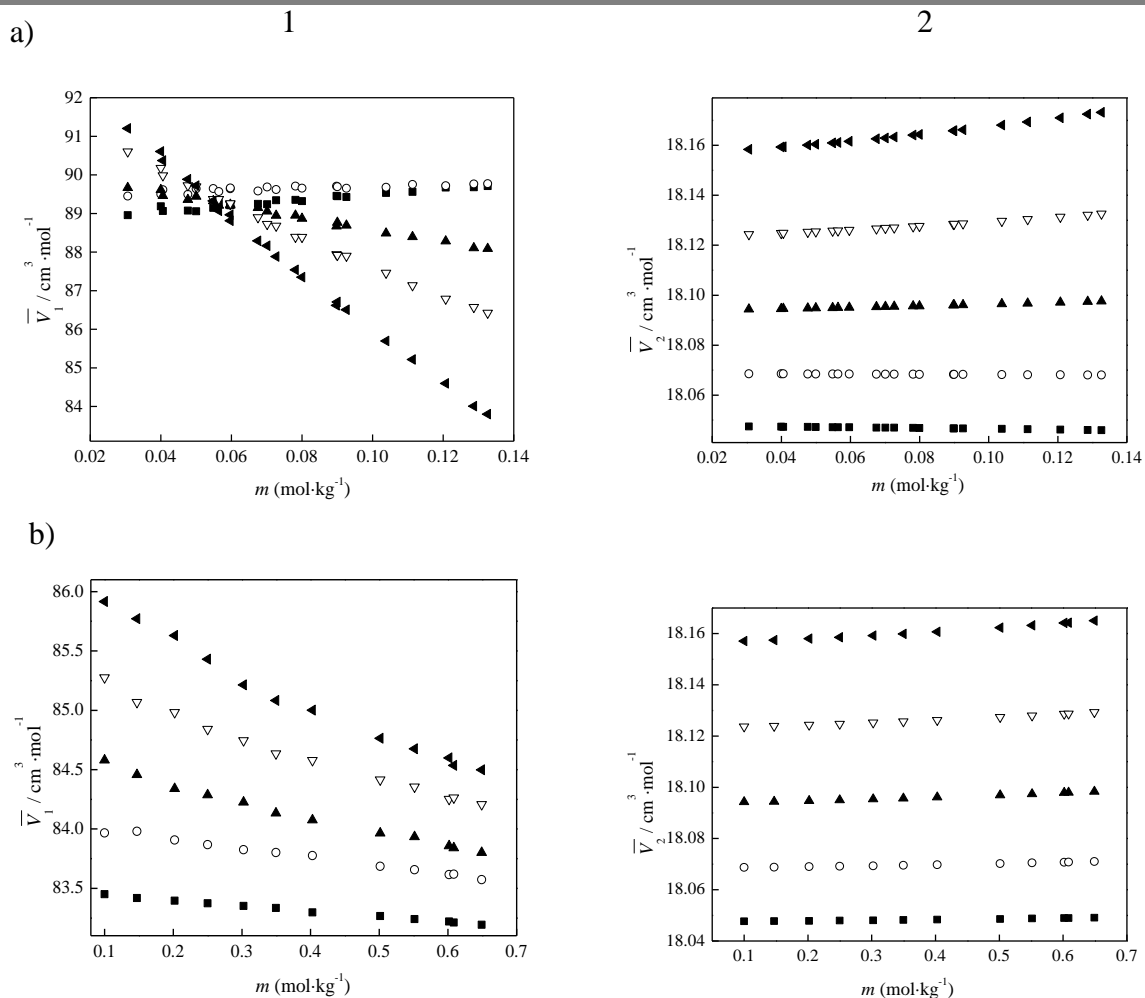 1
2
a)
92
91
90
89
88
87
86
85
84
0.02 0.04 0.06 0.08 0.10 0.12 0.14
m (mol·kg⁻¹)
V̅₁ / cm³·mol⁻¹
18.16
18.14
18.12
18.10
18.08
18.06
0.02 0.04 0.06 0.08 0.10 0.12 0.14
m (mol·kg⁻¹)
V̅₂ / cm³·mol⁻¹
b)
86.0
85.5
85.0
84.5
84.0
83.5
0.1 0.2 0.3 0.4 0.5 0.6 0.7
m (mol·kg⁻¹)
V̅₁ / cm³·mol⁻¹
18.16
18.14
18.12
18.10
18.08
18.06
18.04
0.1 0.2 0.3 0.4 0.5 0.6 0.7
m (mol·kg⁻¹)
V̅₂ / cm³·mol⁻¹